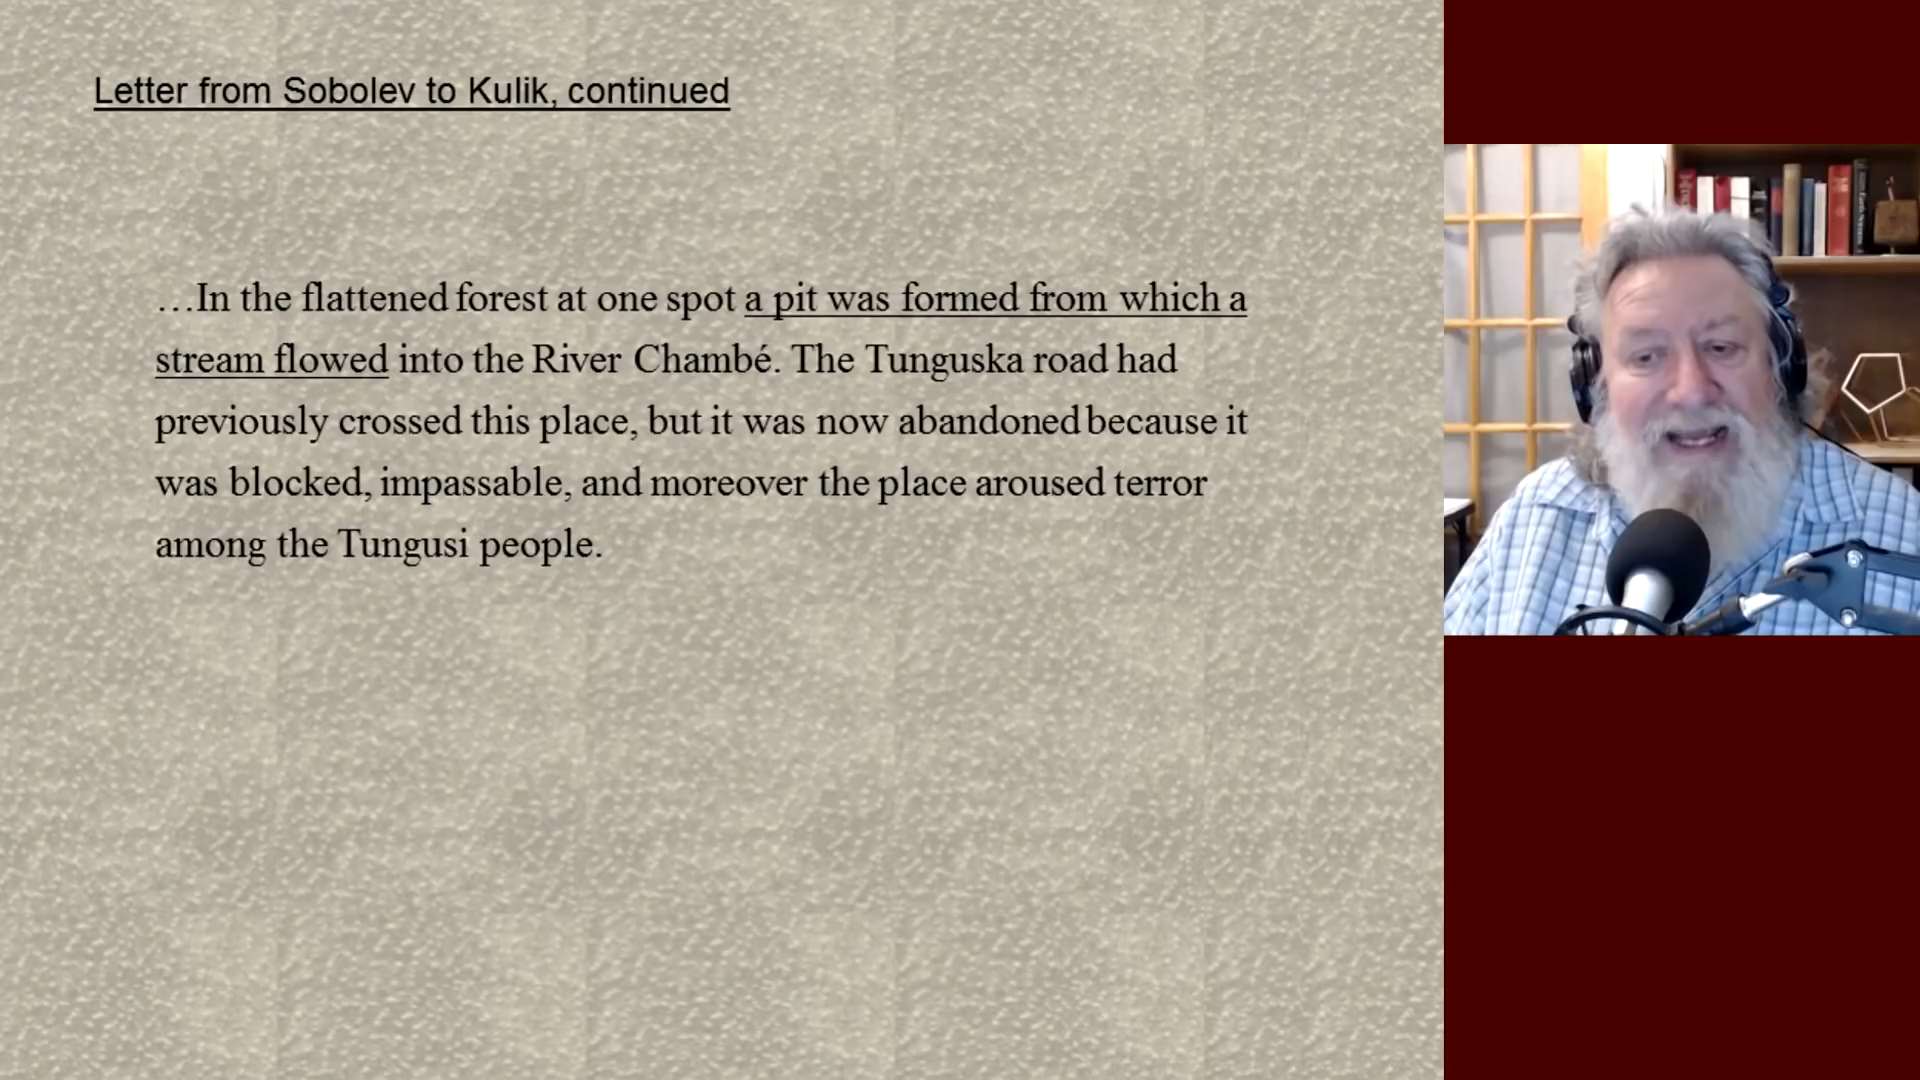 Letter from Sobolev to Kulik, continued
…In the flattened forest at one spot a pit was formed from which a
stream flowed into the River Chambé. The Tunguska road had
previously crossed this place, but it was now abandoned because it
was blocked, impassable, and moreover the place aroused terror
among the Tungusi people.